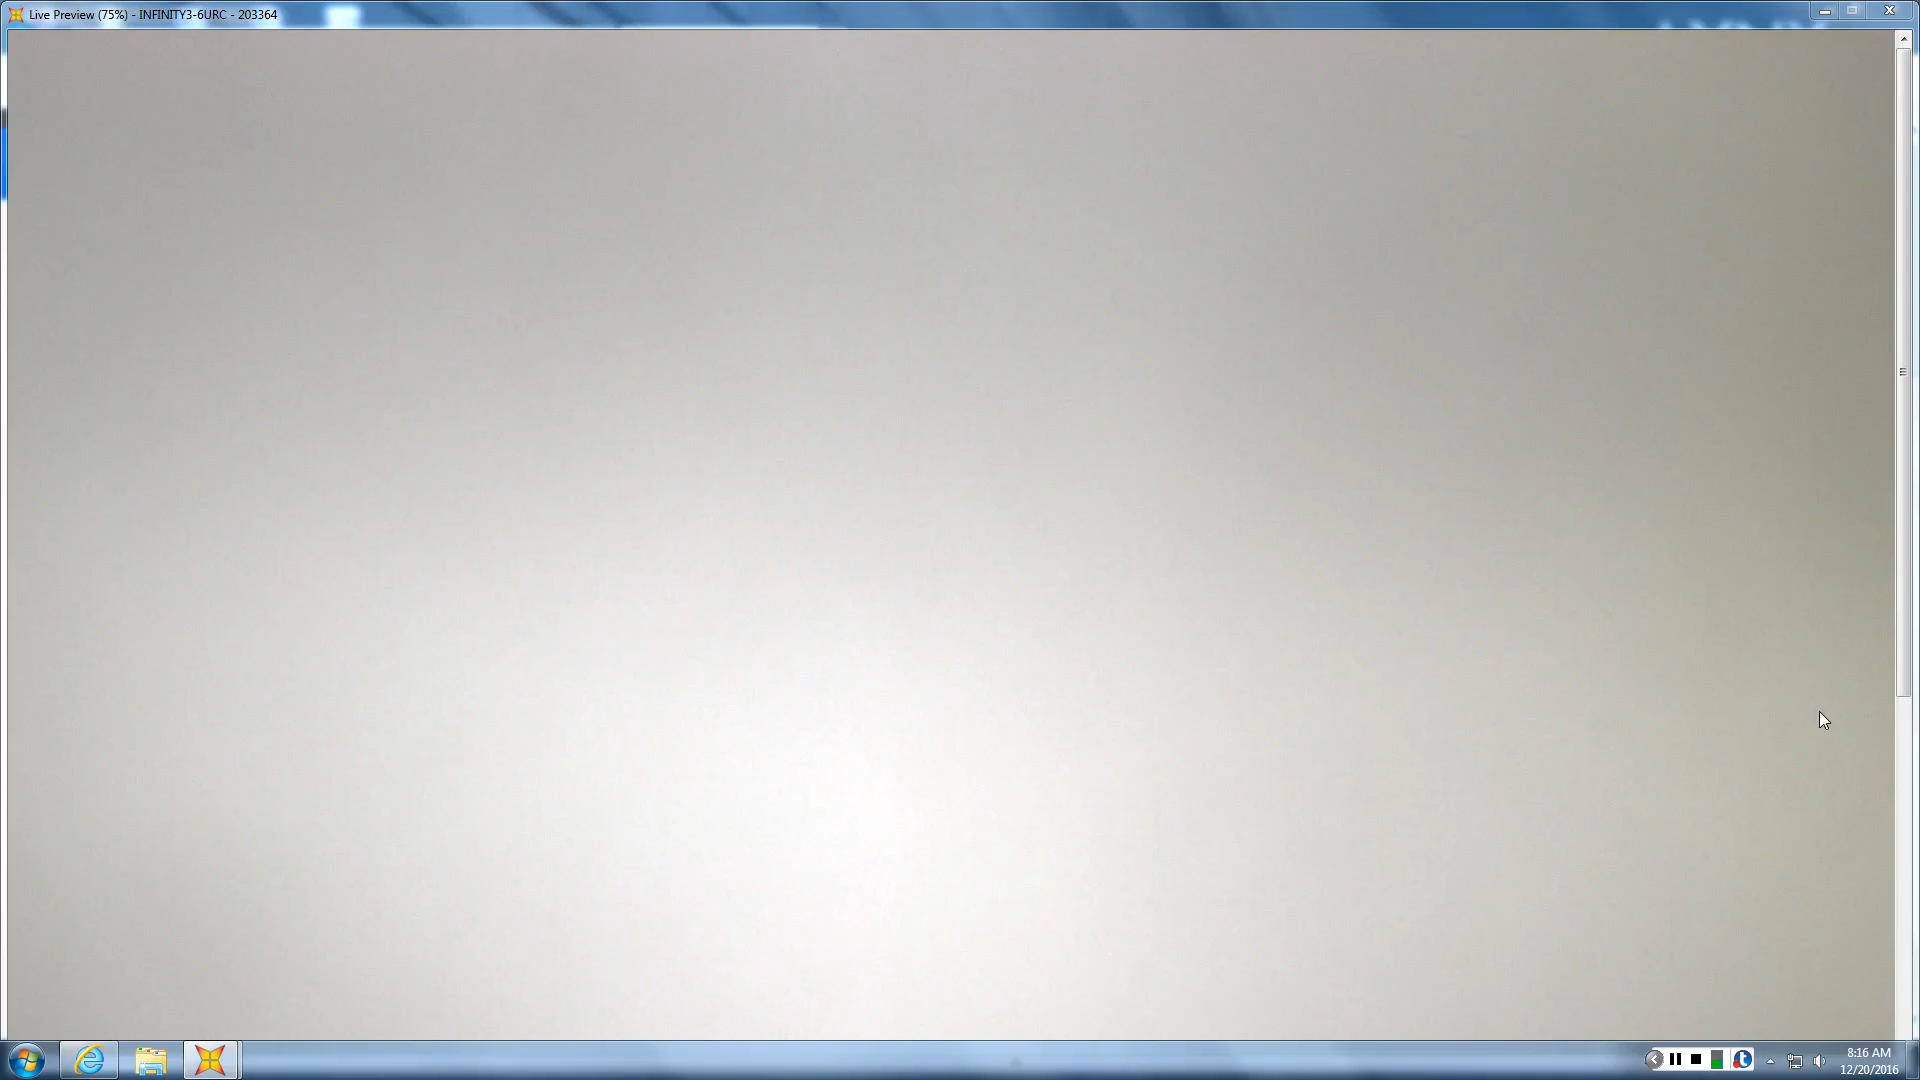 Live Preview (75%) - INFINITY3-6URC - 203364
8:16 AM
12/20/2016